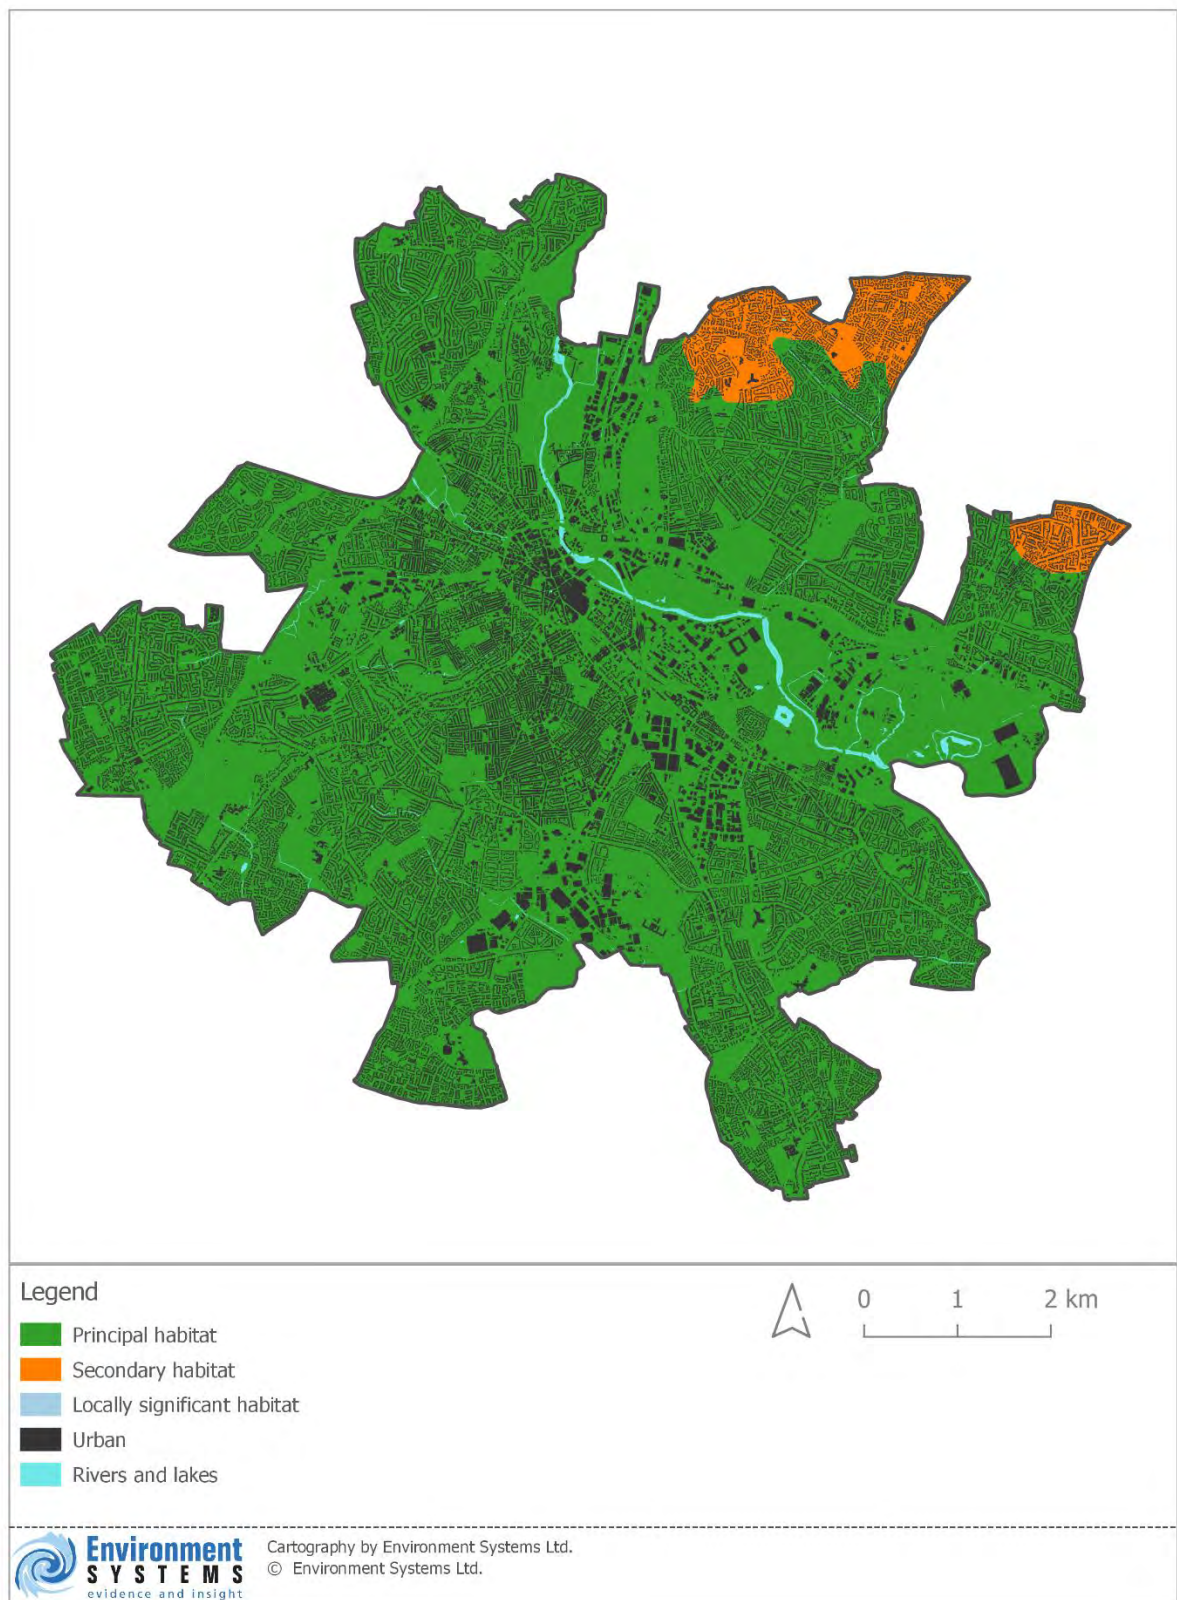 Legend
Principal habitat
Secondary habitat
Locally significant habitat
Urban
Rivers and lakes
0 1 2 km
Environment
SYSTEMS
evidence and insight
Cartography by Environment Systems Ltd.
© Environment Systems Ltd.